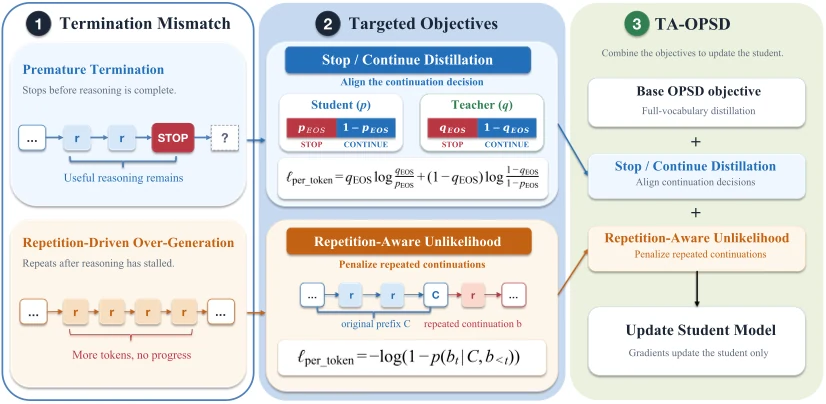 1 Termination Mismatch
Premature Termination
Stops before reasoning is complete.
... r r STOP ?
Useful reasoning remains
Repetition-Driven Over-Generation
Repeats after reasoning has stalled.
... r r r r ...
More tokens, no progress
2 Targeted Objectives
Stop / Continue Distillation
Align the continuation decision
Student (p)
p_EOS 1 − p_EOS
STOP CONTINUE
Teacher (q)
q_EOS 1 − q_EOS
STOP CONTINUE
ℓ_per_token = q_EOS log (q_EOS / p_EOS) + (1 − q_EOS) log ((1 − q_EOS) / (1 − p_EOS))
Repetition-Aware Unlikelihood
Penalize repeated continuations
... r r C r ...
original prefix C repeated continuation b
ℓ_per_token = −log(1 − p(b_t | C, b_<t))
3 TA-OPSD
Combine the objectives to update the student.
Base OPSD objective
Full-vocabulary distillation
+
Stop / Continue Distillation
Align continuation decisions
+
Repetition-Aware Unlikelihood
Penalize repeated continuations
Update Student Model
Gradients update the student only